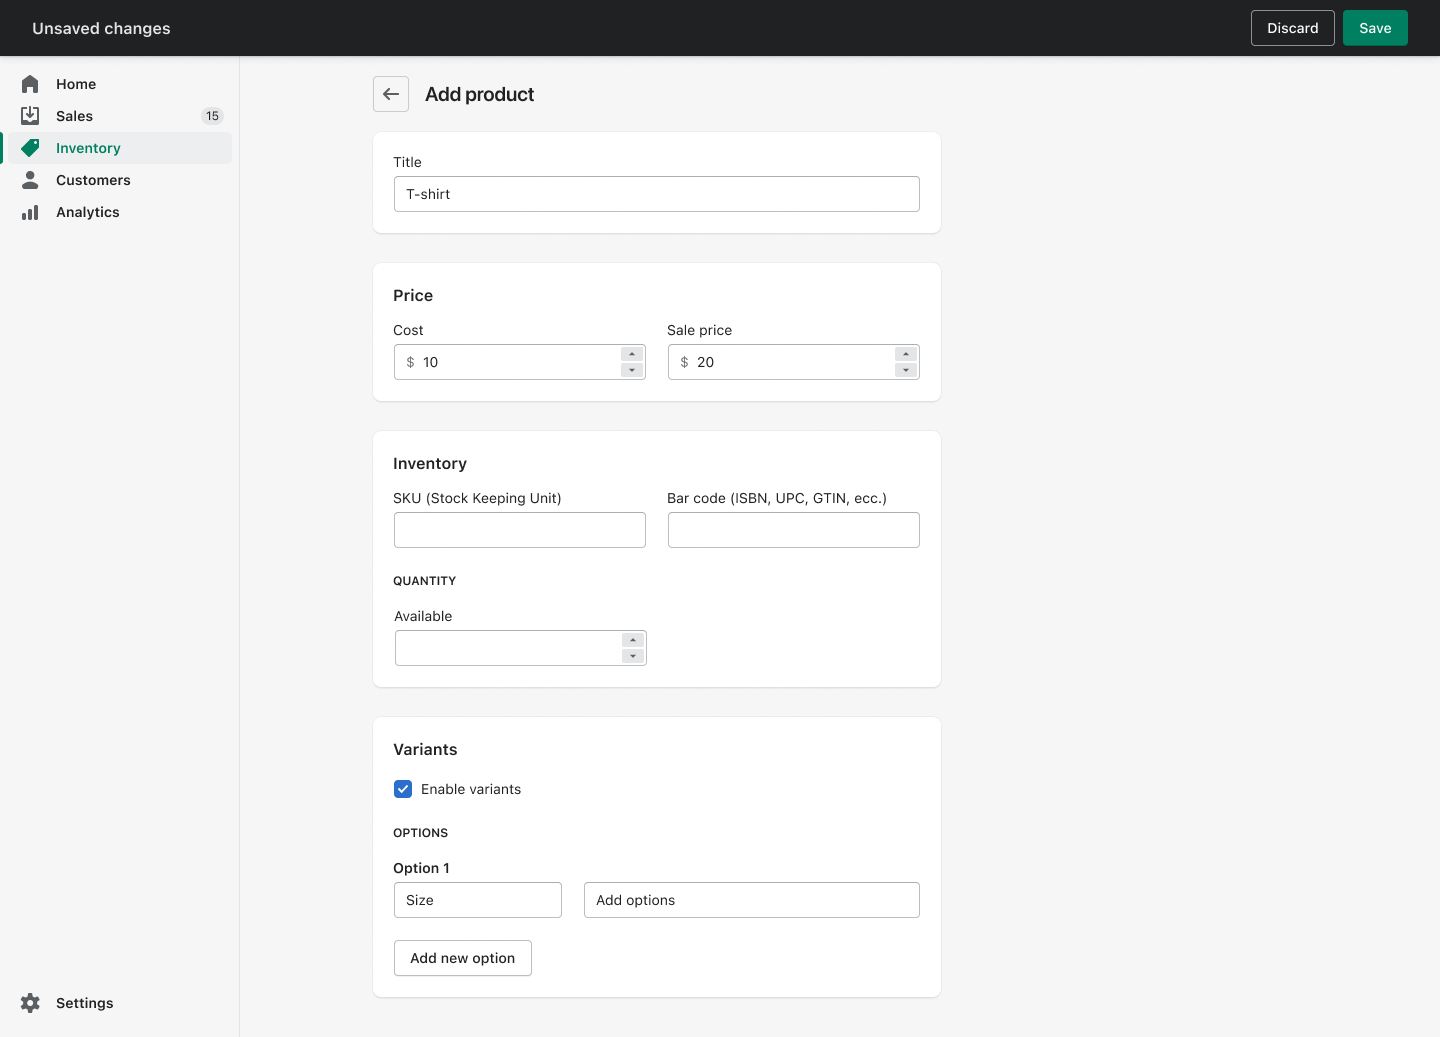 Unsaved changes
Discard
Save
Home
Sales
15
Inventory
Customers
Analytics
Settings
Add product
Title
T-shirt
Price
Cost
Sale price
$ 10
$ 20
Inventory
SKU (Stock Keeping Unit)
Bar code (ISBN, UPC, GTIN, ecc.)
QUANTITY
Available
Variants
Enable variants
OPTIONS
Option 1
Size
Add options
Add new option